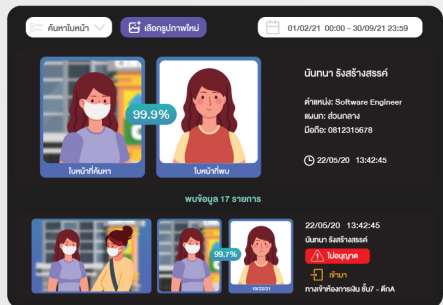 ค้นหาใบหน้า
เลือกรูปภาพใหม่
01/02/21 00:00 - 30/09/21 23:59
99.9%
ใบหน้าที่ค้นหา
ใบหน้าที่พบ
นันทนา รังสร้างสรรค์
ตำแหน่ง: Software Engineer
แผนก: ส่วนกลาง
มือถือ: 0812315678
22/05/20 13:42:45
พบข้อมูล 17 รายการ
99.7%
10/22/21
22/05/20 13:42:45
นันทนา รังสร้างสรรค์
ไม่อนุญาต
เข้ามา
ทางเข้าห้องการเงิน ชั้น7 - ตึกA